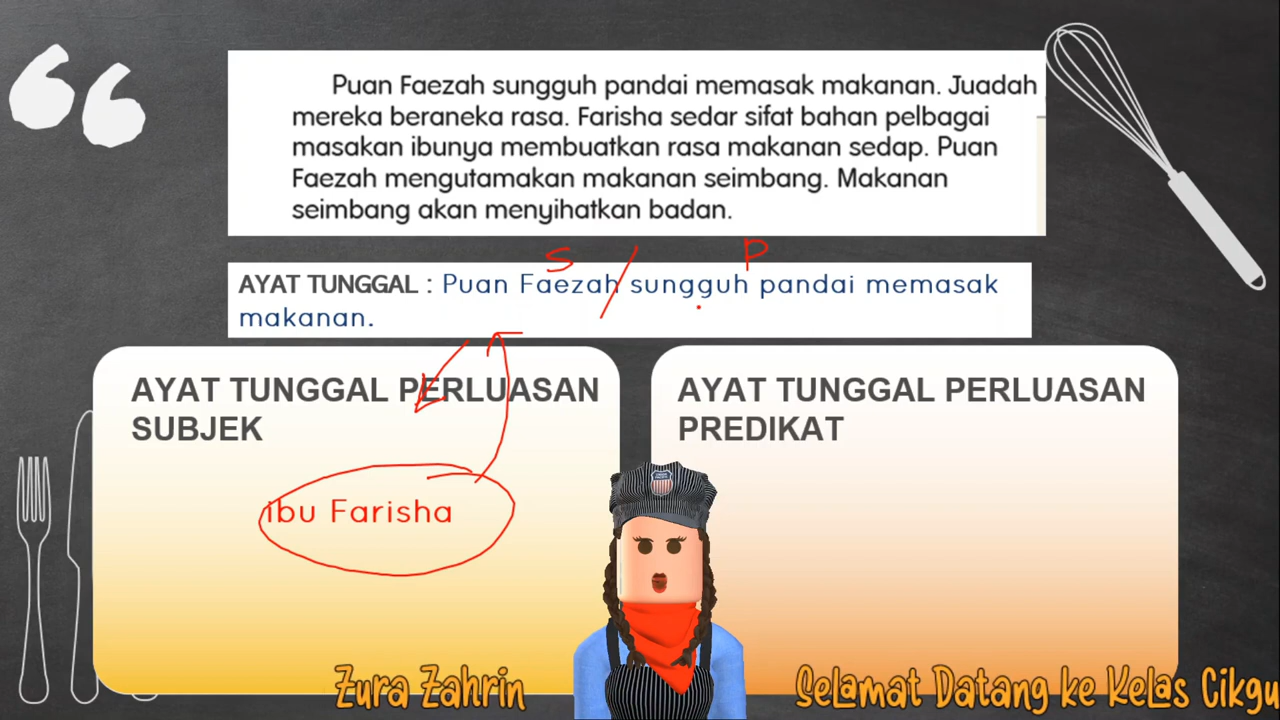 Puan Faezah sungguh pandai memasak makanan. Juadah
mereka beraneka rasa. Farisha sedar sifat bahan pelbagai
masakan ibunya membuatkan rasa makanan sedap. Puan
Faezah mengutamakan makanan seimbang. Makanan
seimbang akan menyihatkan badan.
S / P
AYAT TUNGGAL : Puan Faezah sungguh pandai memasak
makanan.
AYAT TUNGGAL PERLUASAN
SUBJEK
ibu Farisha
AYAT TUNGGAL PERLUASAN
PREDIKAT
Zura Zahrin
Selamat Datang ke Kelas Cikgu